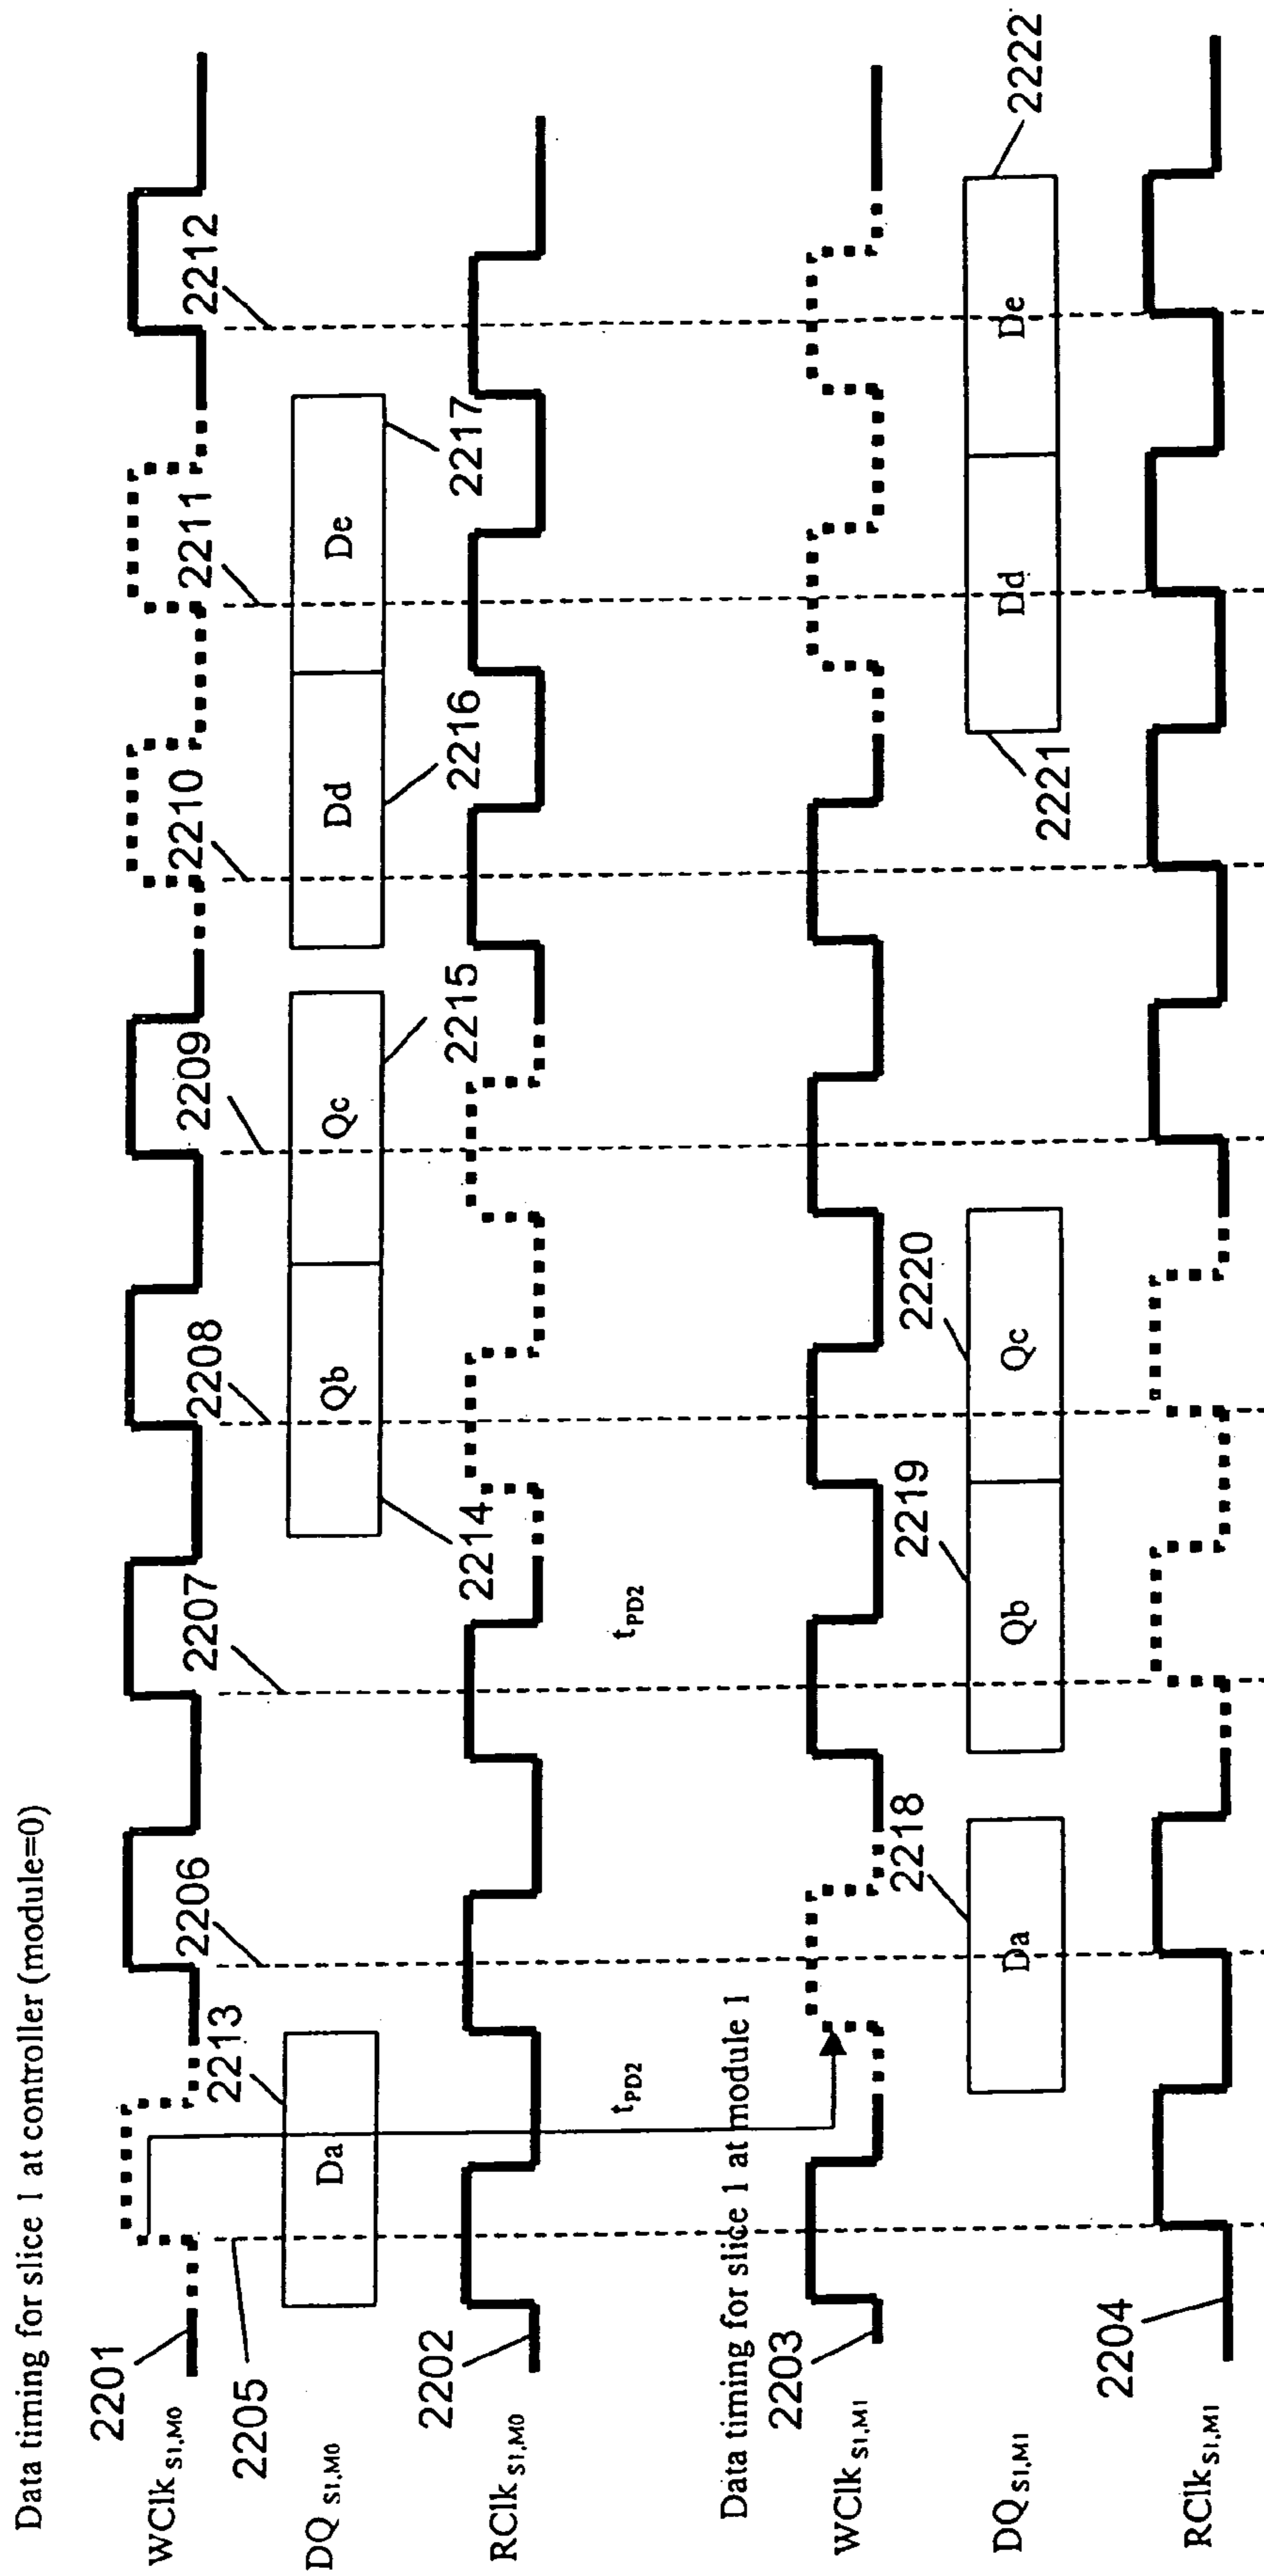 Data timing for slice 1 at controller (module=0)
2201
WClk S1,M0
2205
2206
2207
2208
2209
2210
2211
2212
2213
DQ S1,M0
Da
Qb
Qc
Dd
De
2214
2215
2216
2217
2202
RClk S1,M0
tPD2
tPD2
Data timing for slice 1 at module 1
2203
WClk S1,M1
2218
2219
2220
DQ S1,M1
Da
Qb
Qc
Dd
De
2221
2222
2204
RClk S1,M1